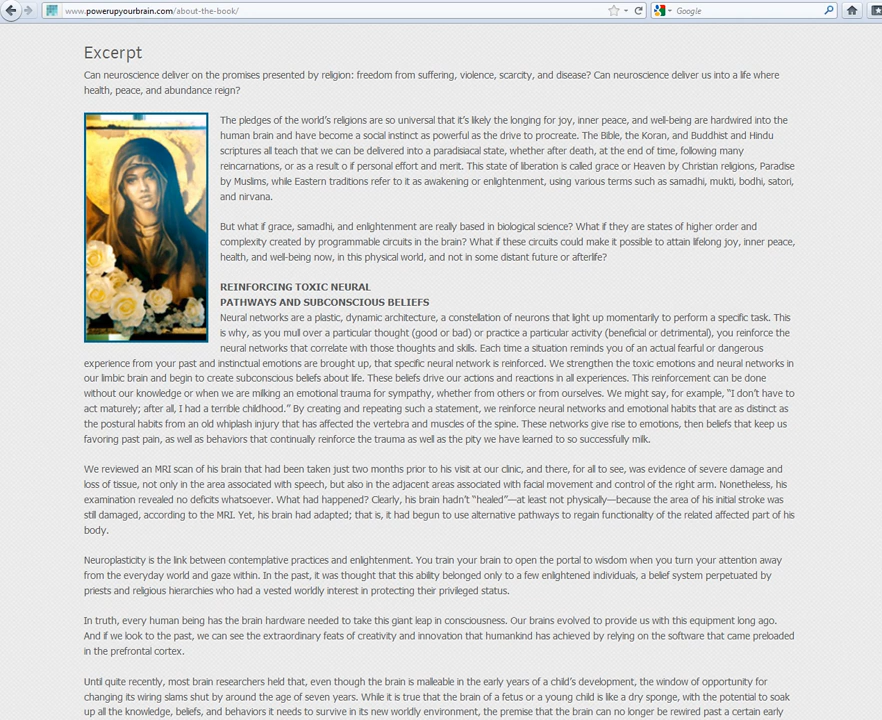 www.powerupyourbrain.com/about-the-book/
Google
Excerpt
Can neuroscience deliver on the promises presented by religion: freedom from suffering, violence, scarcity, and disease? Can neuroscience deliver us into a life where
health, peace, and abundance reign?
The pledges of the world's religions are so universal that it's likely the longing for joy, inner peace, and well-being are hardwired into the
human brain and have become a social instinct as powerful as the drive to procreate. The Bible, the Koran, and Buddhist and Hindu
scriptures all teach that we can be delivered into a paradisiacal state, whether after death, at the end of time, following many
reincarnations, or as a result o if personal effort and merit. This state of liberation is called grace or Heaven by Christian religions, Paradise
by Muslims, while Eastern traditions refer to it as awakening or enlightenment, using various terms such as samadhi, mukti, bodhi, satori,
and nirvana.
But what if grace, samadhi, and enlightenment are really based in biological science? What if they are states of higher order and
complexity created by programmable circuits in the brain? What if these circuits could make it possible to attain lifelong joy, inner peace,
health, and well-being now, in this physical world, and not in some distant future or afterlife?
REINFORCING TOXIC NEURAL
PATHWAYS AND SUBCONSCIOUS BELIEFS
Neural networks are a plastic, dynamic architecture, a constellation of neurons that light up momentarily to perform a specific task. This
is why, as you mull over a particular thought (good or bad) or practice a particular activity (beneficial or detrimental), you reinforce the
neural networks that correlate with those thoughts and skills. Each time a situation reminds you of an actual fearful or dangerous
experience from your past and instinctual emotions are brought up, that specific neural network is reinforced. We strengthen the toxic emotions and neural networks in
our limbic brain and begin to create subconscious beliefs about life. These beliefs drive our actions and reactions in all experiences. This reinforcement can be done
without our knowledge or when we are milking an emotional trauma for sympathy, whether from others or from ourselves. We might say, for example, "I don't have to
act maturely; after all, I had a terrible childhood." By creating and repeating such a statement, we reinforce neural networks and emotional habits that are as distinct as
the postural habits from an old whiplash injury that has affected the vertebra and muscles of the spine. These networks give rise to emotions, then beliefs that keep us
favoring past pain, as well as behaviors that continually reinforce the trauma as well as the pity we have learned to so successfully milk.
We reviewed an MRI scan of his brain that had been taken just two months prior to his visit at our clinic, and there, for all to see, was evidence of severe damage and
loss of tissue, not only in the area associated with speech, but also in the adjacent areas associated with facial movement and control of the right arm. Nonetheless, his
examination revealed no deficits whatsoever. What had happened? Clearly, his brain hadn't "healed"—at least not physically—because the area of his initial stroke was
still damaged, according to the MRI. Yet, his brain had adapted; that is, it had begun to use alternative pathways to regain functionality of the related affected part of his
body.
Neuroplasticity is the link between contemplative practices and enlightenment. You train your brain to open the portal to wisdom when you turn your attention away
from the everyday world and gaze within. In the past, it was thought that this ability belonged only to a few enlightened individuals, a belief system perpetuated by
priests and religious hierarchies who had a vested worldly interest in protecting their privileged status.
In truth, every human being has the brain hardware needed to take this giant leap in consciousness. Our brains evolved to provide us with this equipment long ago.
And if we look to the past, we can see the extraordinary feats of creativity and innovation that humankind has achieved by relying on the software that came preloaded
in the prefrontal cortex.
Until quite recently, most brain researchers held that, even though the brain is malleable in the early years of a child's development, the window of opportunity for
changing its wiring slams shut by around the age of seven years. While it is true that the brain of a fetus or a young child is like a dry sponge, with the potential to soak
up all the knowledge, beliefs, and behaviors it needs to survive in its new worldly environment, the premise that the brain can no longer be rewired past a certain early